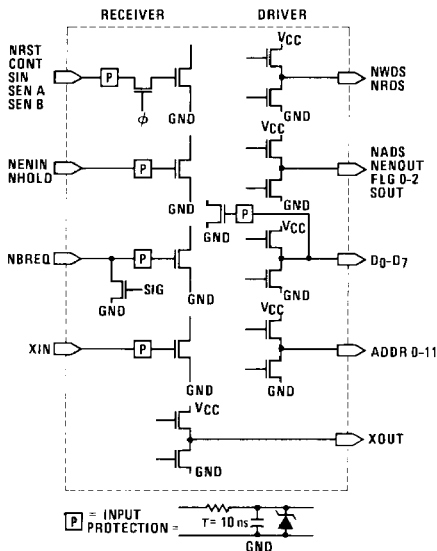 RECEIVER
DRIVER
NRST
CONT
SIN
SEN A
SEN B
P
ϕ
GND
VCC
GND
NWDS
NRDS
NENIN
NHOLD
P
GND
VCC
GND
NADS
NENOUT
FLG 0-2
SOUT
GND
P
NBREQ
P
SIG
GND
GND
VCC
GND
D0-D7
XIN
P
GND
VCC
GND
ADDR 0-11
VCC
GND
XOUT
P = INPUT
PROTECTION =
τ = 10 ns
GND